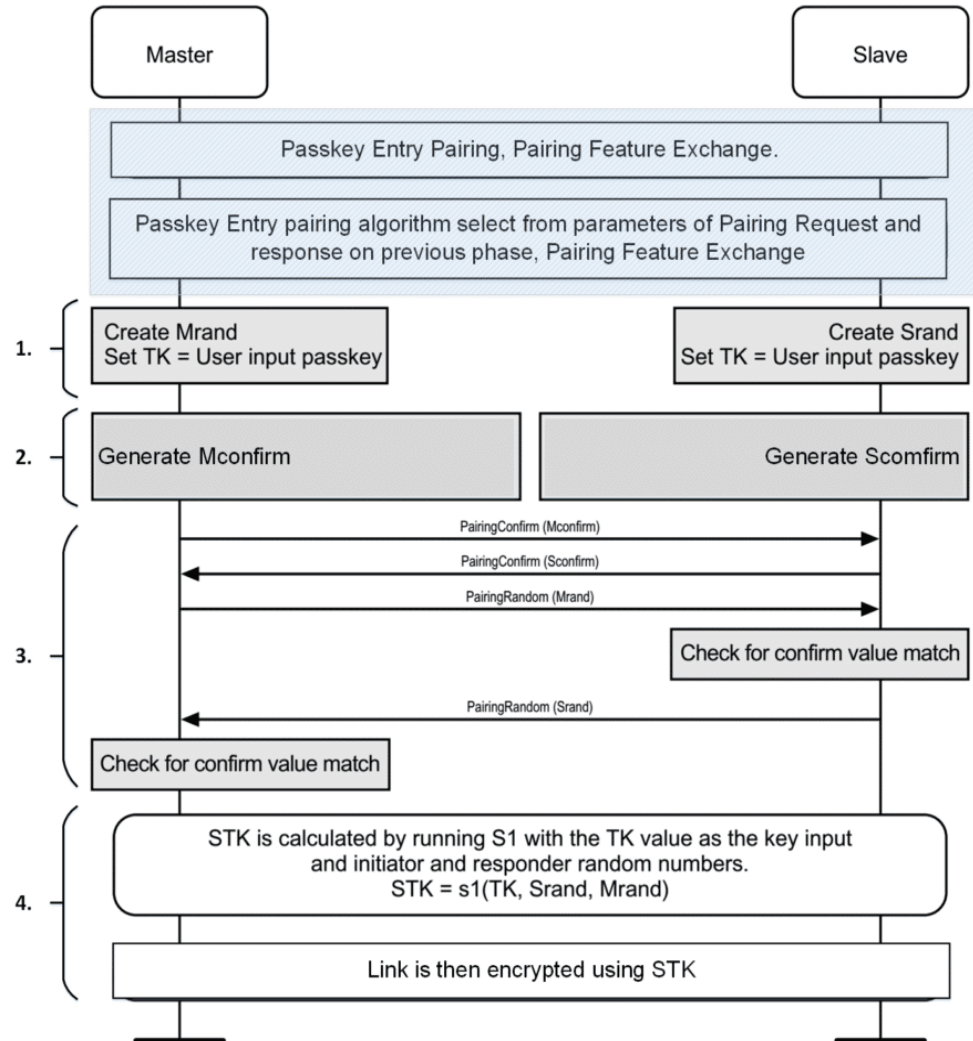 Master
Slave
Passkey Entry Pairing, Pairing Feature Exchange.
Passkey Entry pairing algorithm select from parameters of Pairing Request and
response on previous phase, Pairing Feature Exchange
1.
Create Mrand
Set TK = User input passkey
Create Srand
Set TK = User input passkey
2.
Generate Mconfirm
Generate Scomfirm
3.
PairingConfirm (Mconfirm)
PairingConfirm (Sconfirm)
PairingRandom (Mrand)
Check for confirm value match
PairingRandom (Srand)
Check for confirm value match
4.
STK is calculated by running S1 with the TK value as the key input
and initiator and responder random numbers.
STK = s1(TK, Srand, Mrand)
Link is then encrypted using STK